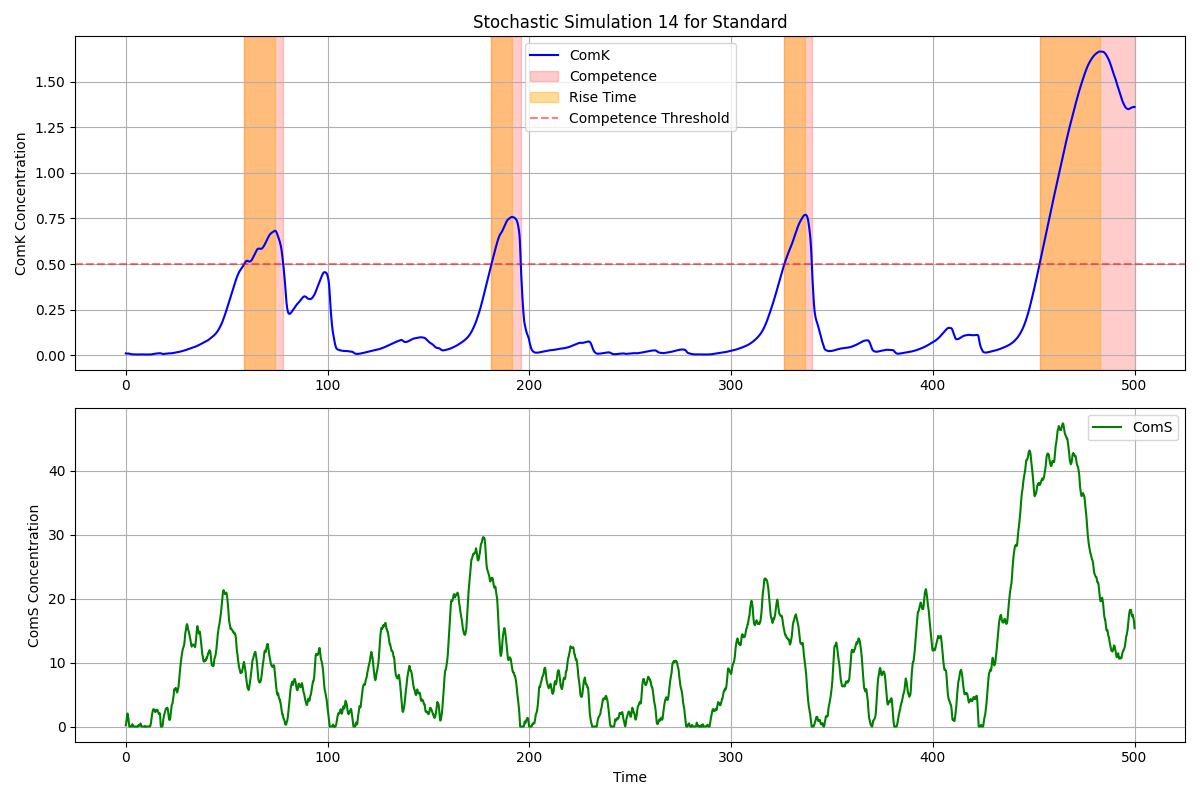 Stochastic Simulation 14 for Standard
ComK Concentration
1.50
1.25
1.00
0.75
0.50
0.25
0.00
ComK
Competence
Rise Time
Competence Threshold
0 100 200 300 400 500
ComS Concentration
40
30
20
10
0
ComS
0 100 200 300 400 500
Time